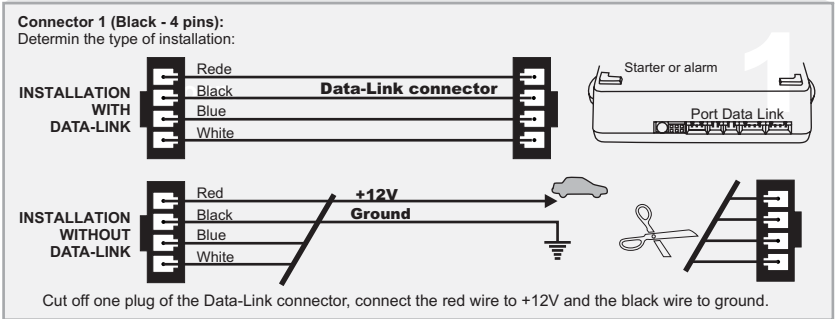 Connector 1 (Black - 4 pins):
Determin the type of installation:
1
INSTALLATION
WITH
DATA-LINK
Rede
Black
Blue
White
Data-Link connector
Starter or alarm
Port Data Link
INSTALLATION
WITHOUT
DATA-LINK
Red
Black
Blue
White
+12V
Ground
Cut off one plug of the Data-Link connector, connect the red wire to +12V and the black wire to ground.